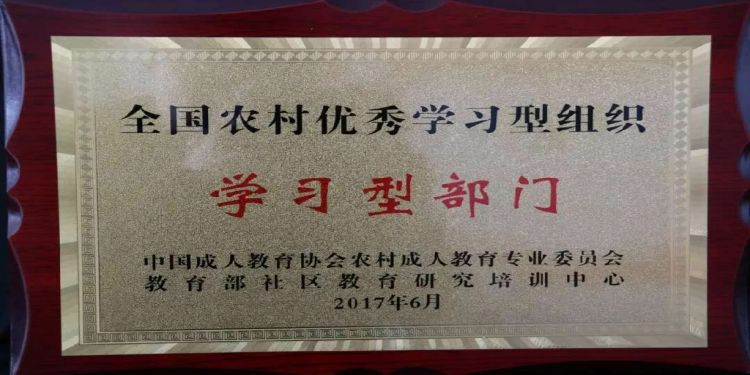 全国农村优秀学习型组织
学习型部门
中国成人教育协会农村成人教育专业委员会
教育部社区教育研究培训中心
2017年6月